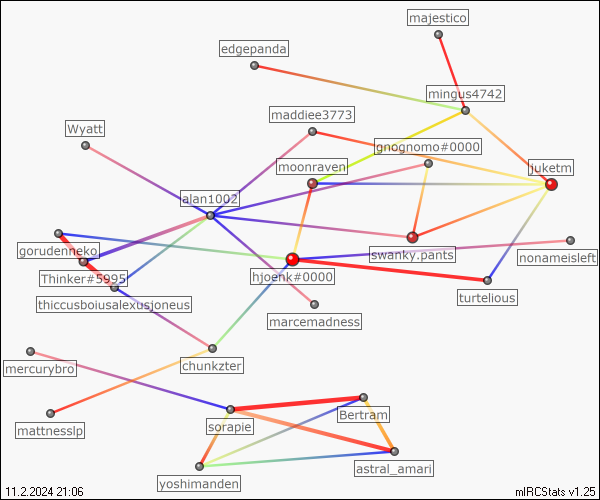 majestico
edgepanda
mingus4742
maddiee3773
Wyatt
gnognomo#0000
moonraven
juketm
alan1002
gorudenneko
swanky.pants
nonameisleft
Thinker#5995
hjoenk#0000
thiccusboiusalexusjoneus
turtelious
marcemadness
chunkzter
mercurybro
Bertram
sorapie
mattnesslp
astral_amari
yoshimanden
11.2.2024 21:06
mIRCStats v1.25